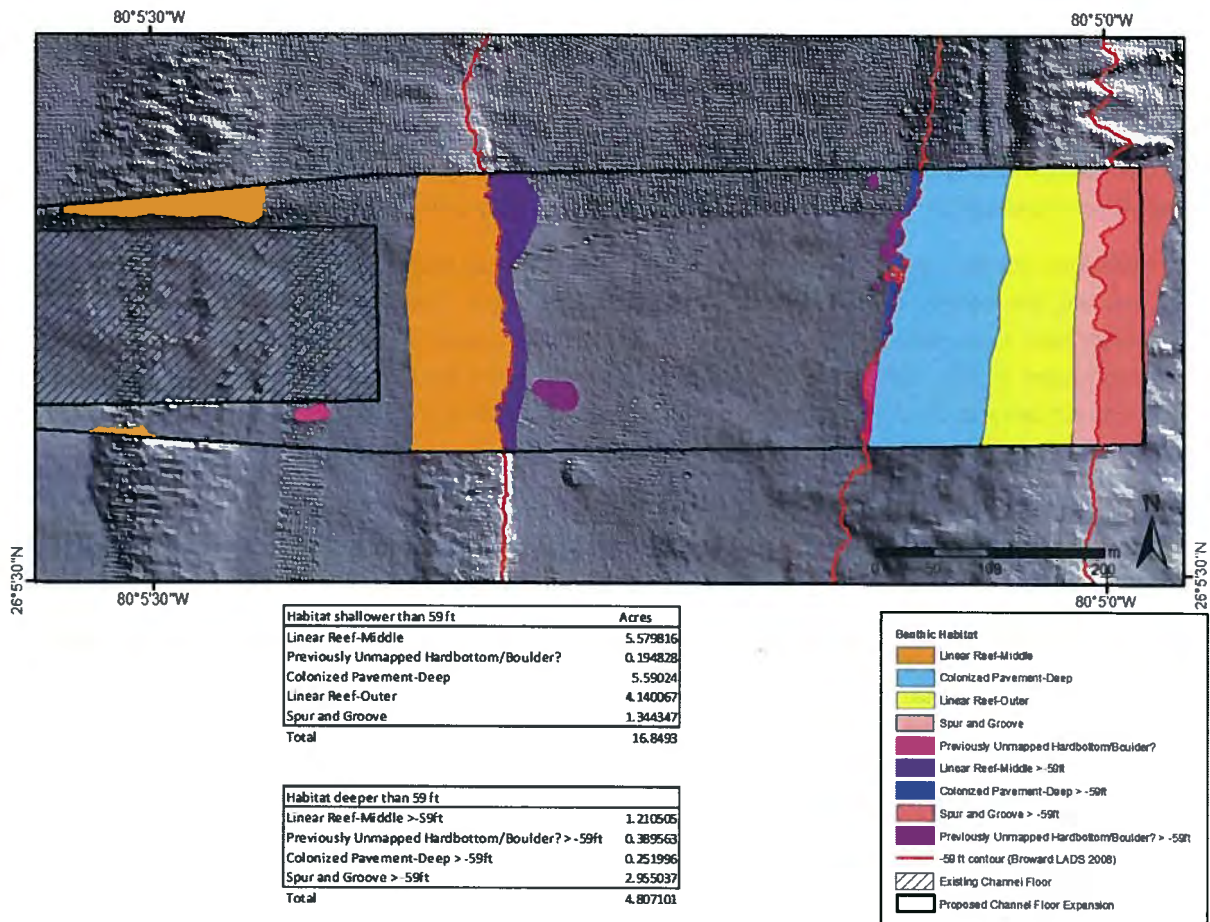 80°5'30"W
80°5'0"W
N
m
0 50 100 200
26°5'30"N
26°5'30"N
80°5'30"W
80°5'0"W
Habitat shallower than 59ft Acres
Linear Reef-Middle 5.579816
Previously Unmapped Hardbottom/Boulder? 0.194828
Colonized Pavement-Deep 5.59024
Linear Reef-Outer 4.140067
Spur and Groove 1.344347
Total 16.8493
Habitat deeper than 59 ft
Linear Reef-Middle >-59ft 1.210505
Previously Unmapped Hardbottom/Boulder? > -59ft 0.389563
Colonized Pavement-Deep > -59ft 0.251996
Spur and Groove > -59ft 2.955037
Total 4.807101
Benthic Habitat
Linear Reef-Middle
Colonized Pavement-Deep
Linear Reef-Outer
Spur and Groove
Previously Unmapped Hardbottom/Boulder?
Linear Reef-Middle > -59ft
Colonized Pavement-Deep > -59ft
Spur and Groove > -59ft
Previously Unmapped Hardbottom/Boulder? > -59ft
-59 ft contour (Broward LADS 2008)
Existing Channel Floor
Proposed Channel Floor Expansion